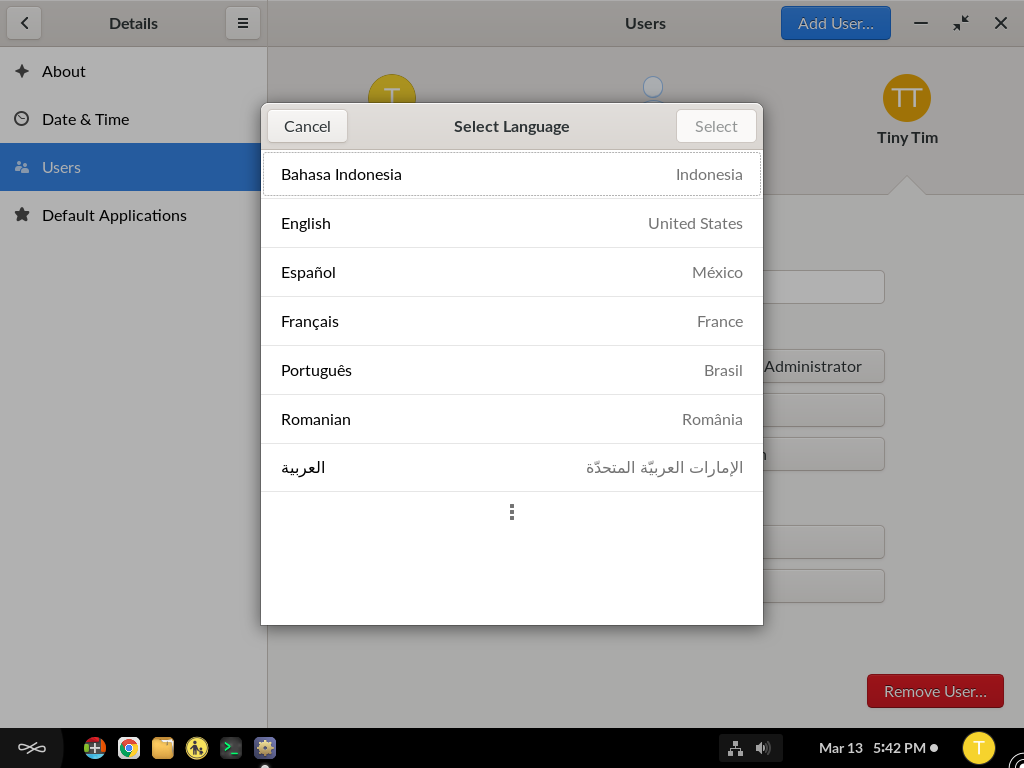 Details
Users
Add User...
About
Date & Time
Users
Default Applications
T
TT
Tiny Tim
Cancel
Select Language
Select
Bahasa Indonesia Indonesia
English United States
Español México
Français France
Português Brasil
Romanian România
العربية الإمارات العربيّة المتحدّة
Administrator
Remove User...
Mar 13 5:42 PM
T